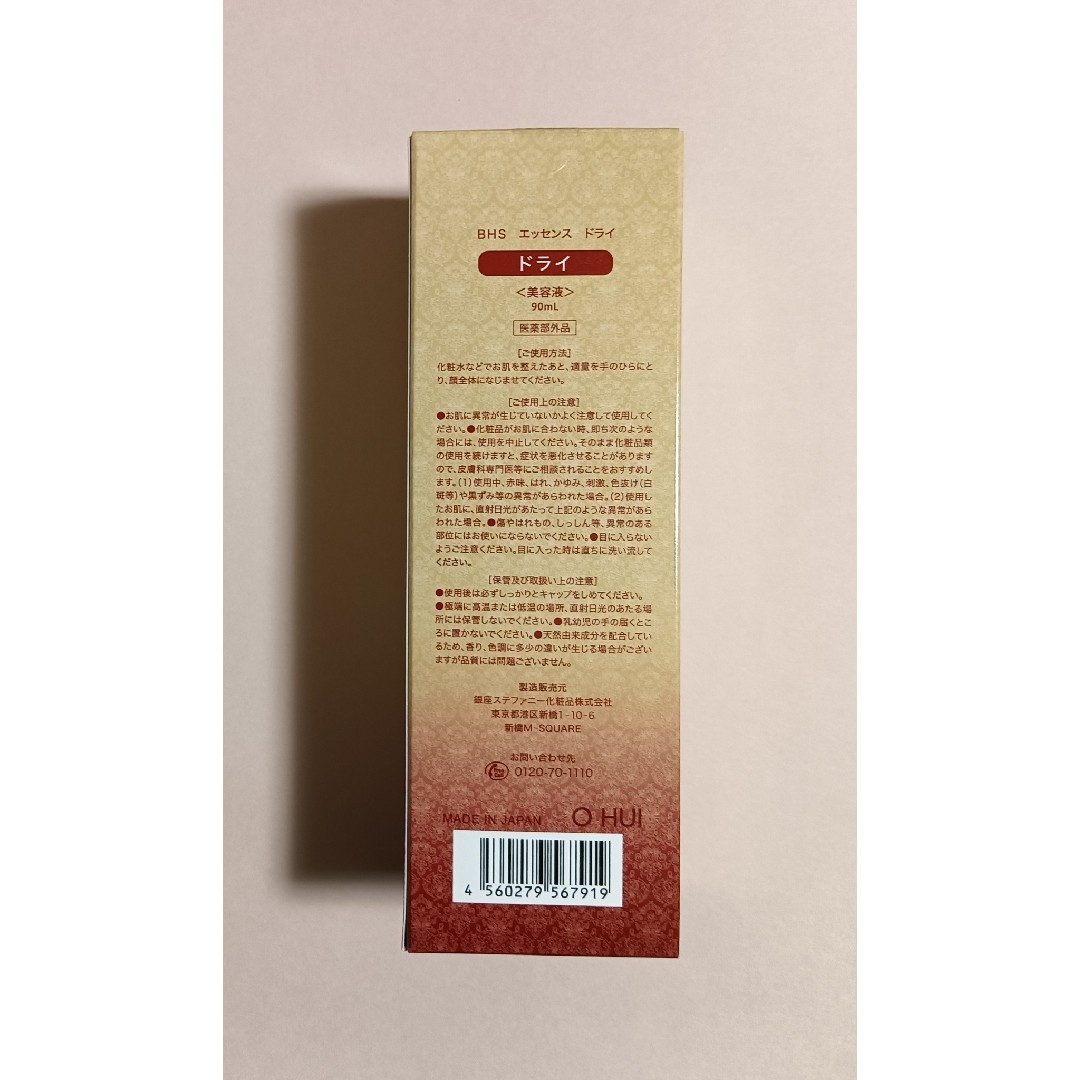 BHS エッセンス ドライ
ドライ
<美容液>
90mL
医薬部外品
[ご使用方法]
化粧水などでお肌を整えたあと、適量を手のひらにと
り、顔全体になじませてください。
[ご使用上の注意]
●お肌に異常が生じていないかよく注意して使用してく
ださい。●化粧品がお肌に合わない時、即ち次のような
場合には、使用を中止してください。そのまま化粧品類
の使用を続けますと、症状を悪化させることがあります
ので、皮膚科専門医等にご相談されることをおすすめし
ます。(1)使用中、赤味、はれ、かゆみ、刺激、色抜け(白
斑等)や黒ずみ等の異常があらわれた場合。(2)使用し
たお肌に、直射日光があたって上記のような異常があら
われた場合。●傷やはれもの、しっしん等、異常のある
部位にはお使いにならないでください。●目に入らない
ようご注意ください。目に入った時は直ちに洗い流して
ください。
[保管及び取扱い上の注意]
●使用後は必ずしっかりとキャップをしめてください。
●極端に高温または低温の場所、直射日光のあたる場
所には保管しないでください。●乳幼児の手の届くとこ
ろに置かないでください。●天然由来成分を配合してい
るため、香り、色調に多少の違いが生じる場合がござい
ますが品質には問題ございません。
製造販売元
銀座ステファニー化粧品株式会社
東京都港区新橋1-10-6
新橋M-SQUARE
お問い合わせ先
0120-70-1110
MADE IN JAPAN O HUI
4 560279 567919